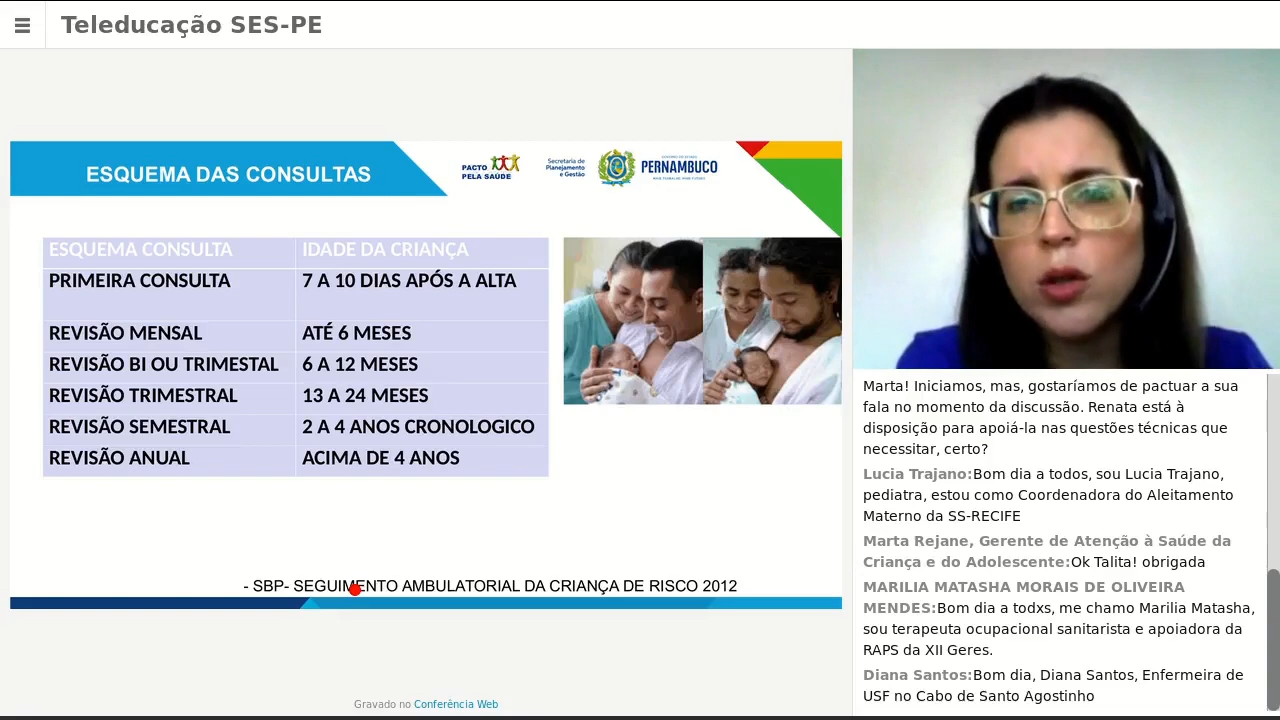 Teleducação SES-PE
ESQUEMA DAS CONSULTAS
PACTO
PELA SAÚDE
Secretaria de
Planejamento
e Gestão
PERNAMBUCO
ESQUEMA CONSULTA IDADE DA CRIANÇA
PRIMEIRA CONSULTA 7 A 10 DIAS APÓS A ALTA
REVISÃO MENSAL ATÉ 6 MESES
REVISÃO BI OU TRIMESTAL 6 A 12 MESES
REVISÃO TRIMESTRAL 13 A 24 MESES
REVISÃO SEMESTRAL 2 A 4 ANOS CRONOLOGICO
REVISÃO ANUAL ACIMA DE 4 ANOS
- SBP- SEGUIMENTO AMBULATORIAL DA CRIANÇA DE RISCO 2012
Gravado no Conferência Web
Marta! Iniciamos, mas, gostaríamos de pactuar a sua
fala no momento da discussão. Renata está à
disposição para apoiá-la nas questões técnicas que
necessitar, certo?
Lucia Trajano:Bom dia a todos, sou Lucia Trajano,
pediatra, estou como Coordenadora do Aleitamento
Materno da SS-RECIFE
Marta Rejane, Gerente de Atenção à Saúde da
Criança e do Adolescente:Ok Talita! obrigada
MARILIA MATASHA MORAIS DE OLIVEIRA
MENDES:Bom dia a todxs, me chamo Marilia Matasha,
sou terapeuta ocupacional sanitarista e apoiadora da
RAPS da XII Geres.
Diana Santos:Bom dia, Diana Santos, Enfermeira de
USF no Cabo de Santo Agostinho